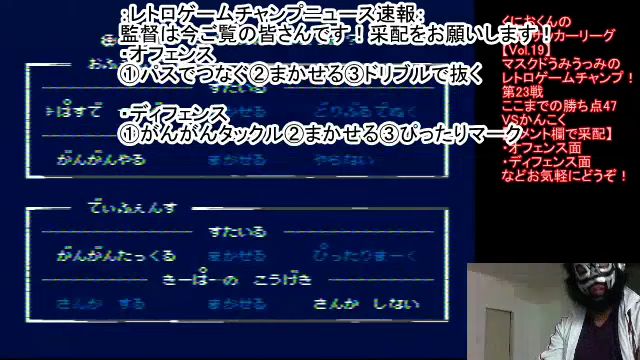 :レトロゲームチャンプニュース速報:
監督は今ご覧の皆さんです！采配をお願いします！
・オフェンス
①パスでつなぐ②まかせる③ドリブルで抜く
・ディフェンス
①がんがんタックル②まかせる③ぴったりマーク
すたいる
ぱすで
どりぶるでぬく
がんがんやる まかせる やらない
でぃふぇんす
すたいる
がんがんたっくる まかせる ぴったりまーく
きーぱーの こうげき
さんか する まかせる さんか しない
くにおくんの
サッカーリーグ
【Vol.19】
マスクドうみうっみの
レトロゲームチャンプ！
第23戦
ここまでの勝ち点47
VSかんこく
メント欄で采配】
・オフェンス面
・ディフェンス面
などお気軽にどうぞ！